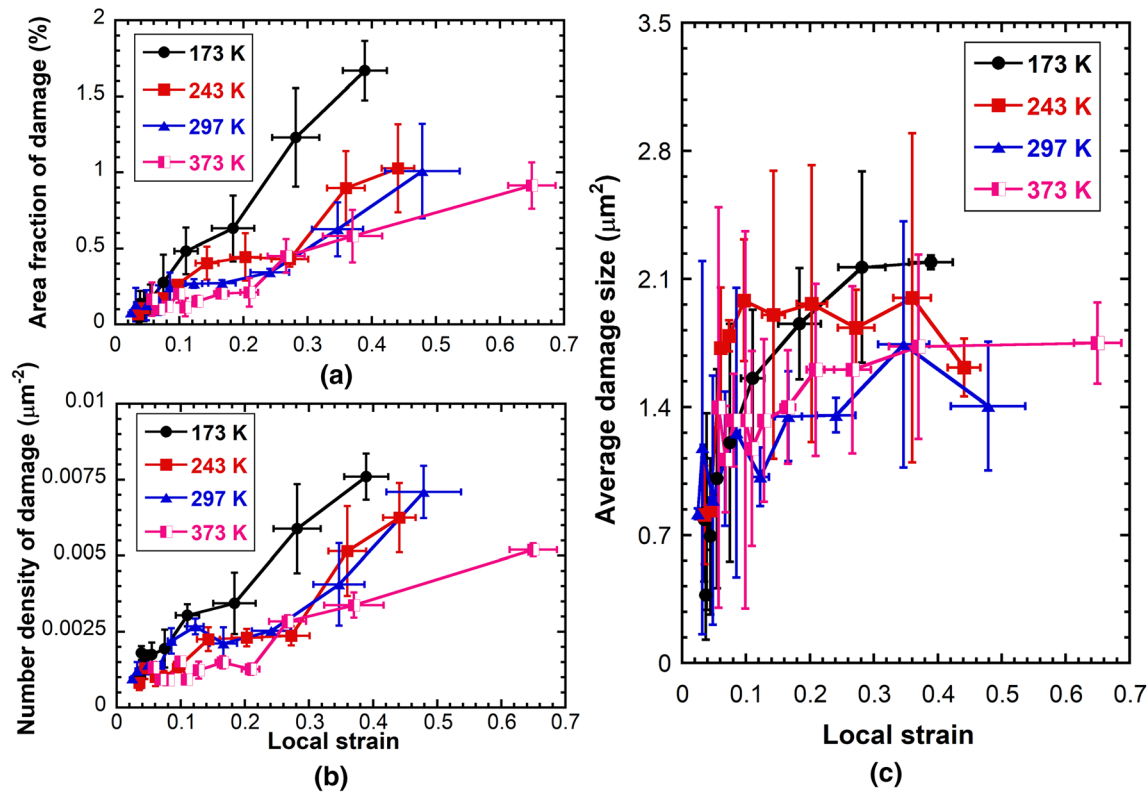 Area fraction of damage (%)
2
1.5
1
0.5
0
173 K
243 K
297 K
373 K
0 0.1 0.2 0.3 0.4 0.5 0.6 0.7
(a)
Number density of damage (μm⁻²)
0.01
0.0075
0.005
0.0025
0
173 K
243 K
297 K
373 K
0 0.1 0.2 0.3 0.4 0.5 0.6 0.7
Local strain
(b)
Average damage size (μm²)
3.5
2.8
2.1
1.4
0.7
0
173 K
243 K
297 K
373 K
0 0.1 0.2 0.3 0.4 0.5 0.6 0.7
Local strain
(c)